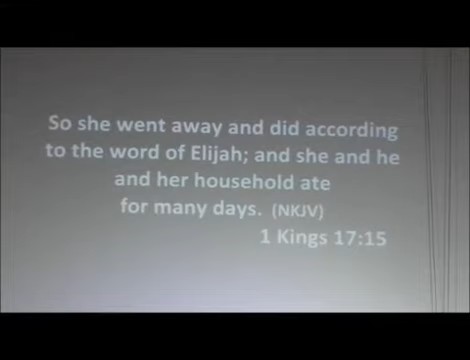 So she went away and did according
to the word of Elijah; and she and he
and her household ate
for many days. (NKJV)
1 Kings 17:15